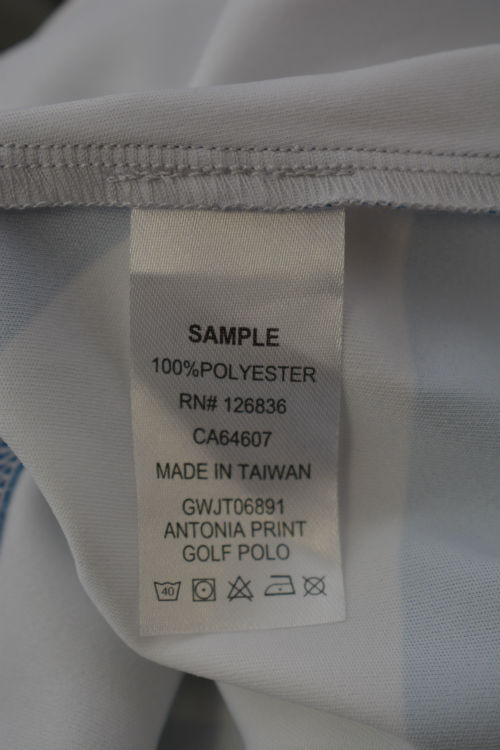 SAMPLE
100%POLYESTER
RN# 126836
CA64607
MADE IN TAIWAN
GWJT06891
ANTONIA PRINT
GOLF POLO
40